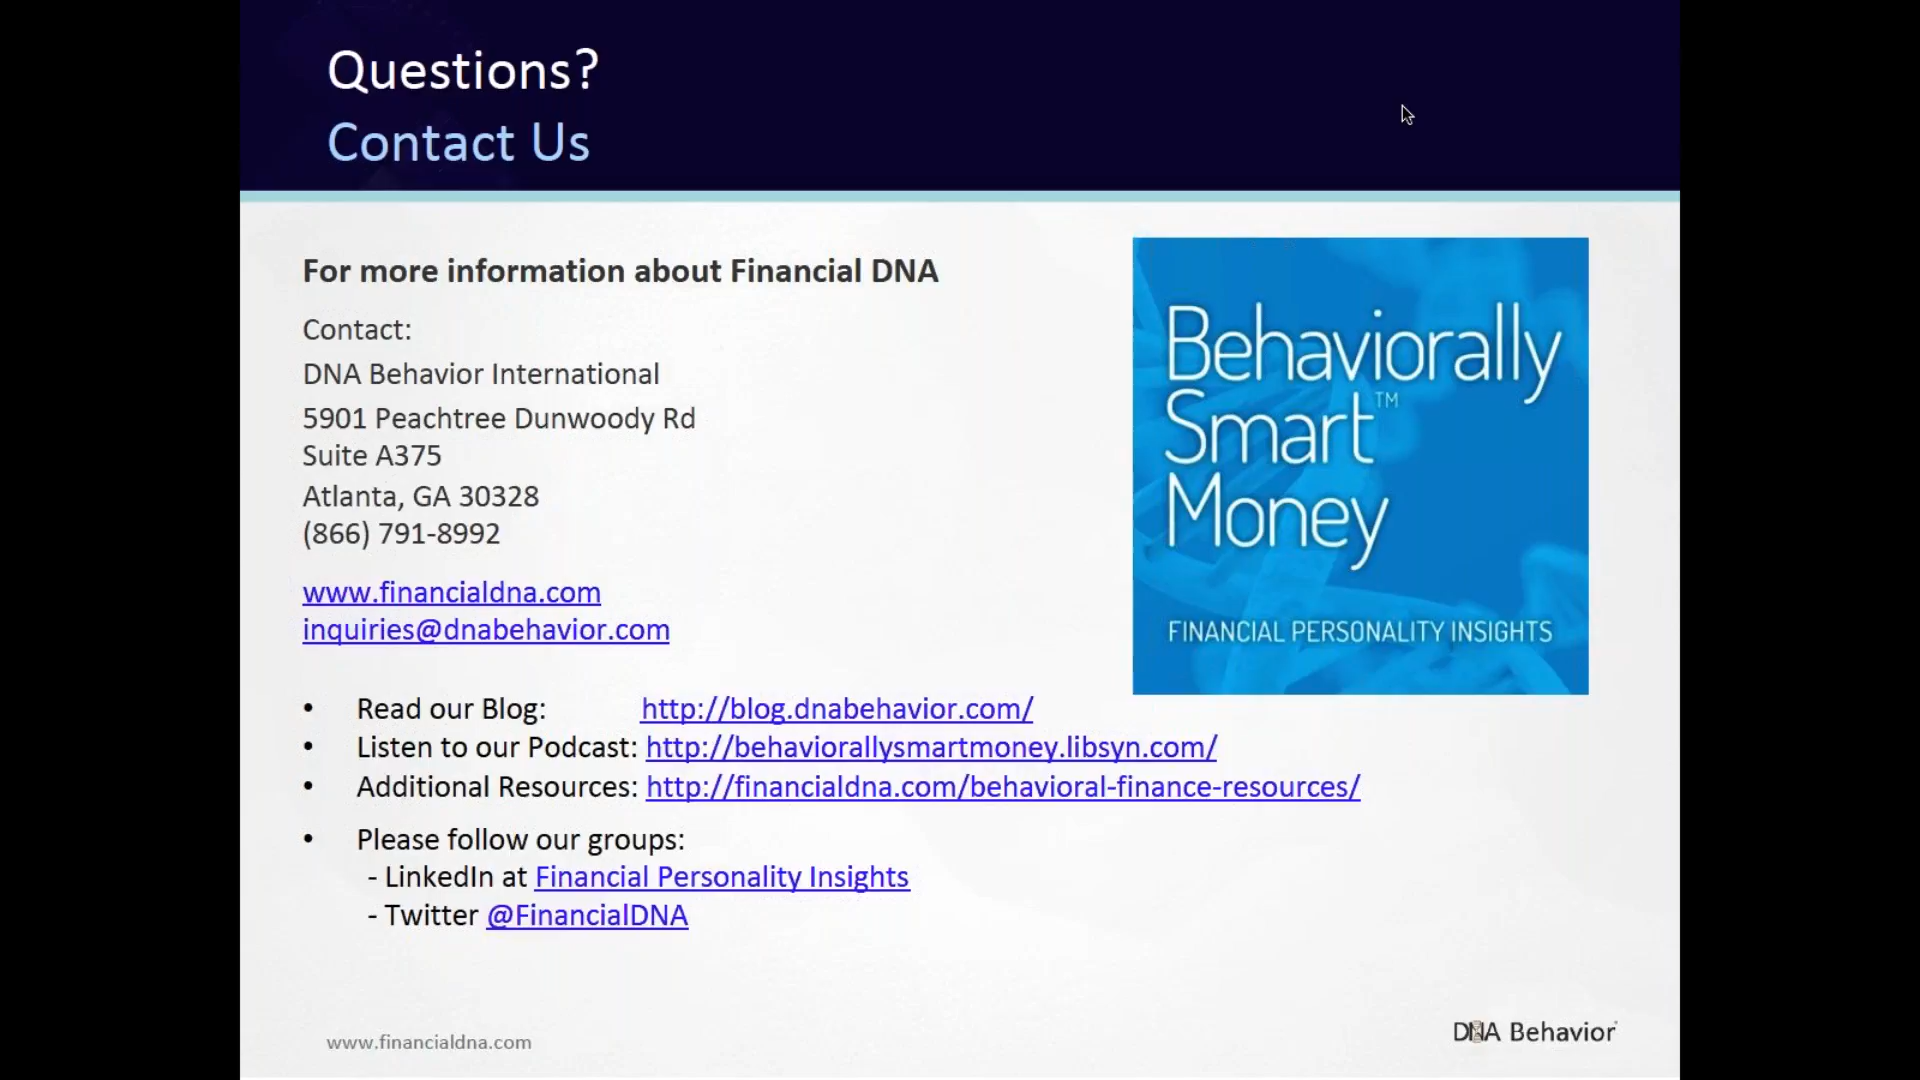 Questions?
Contact Us
For more information about Financial DNA
Contact:
DNA Behavior International
5901 Peachtree Dunwoody Rd
Suite A375
Atlanta, GA 30328
(866) 791-8992
www.financialdna.com
inquiries@dnabehavior.com
Behaviorally
Smart™
Money
FINANCIAL PERSONALITY INSIGHTS
• Read our Blog: http://blog.dnabehavior.com/
• Listen to our Podcast: http://behaviorallysmartmoney.libsyn.com/
• Additional Resources: http://financialdna.com/behavioral-finance-resources/
• Please follow our groups:
- LinkedIn at Financial Personality Insights
- Twitter @FinancialDNA
www.financialdna.com
DNA Behavior